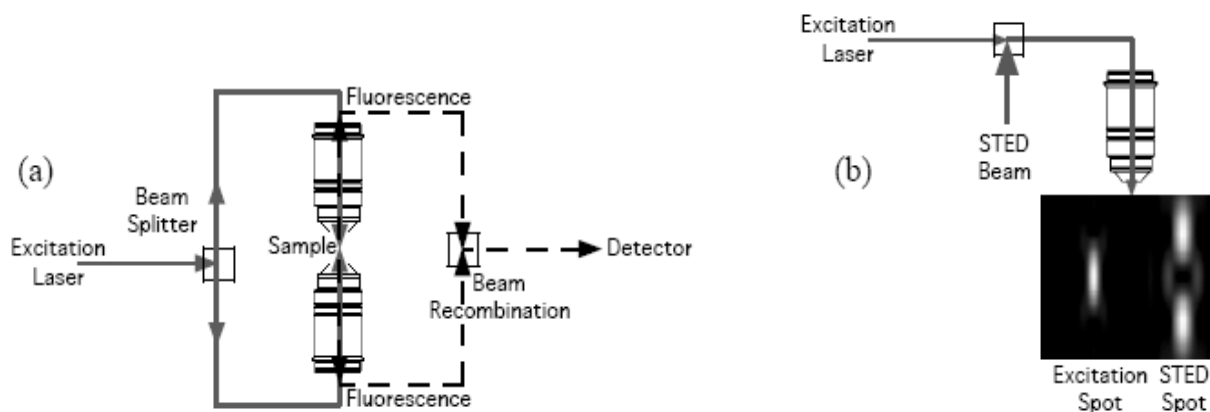 (a)
Excitation
Laser
Beam
Splitter
Fluorescence
Sample
Fluorescence
Beam
Recombination
Detector
(b)
Excitation
Laser
STED
Beam
Excitation
Spot
STED
Spot